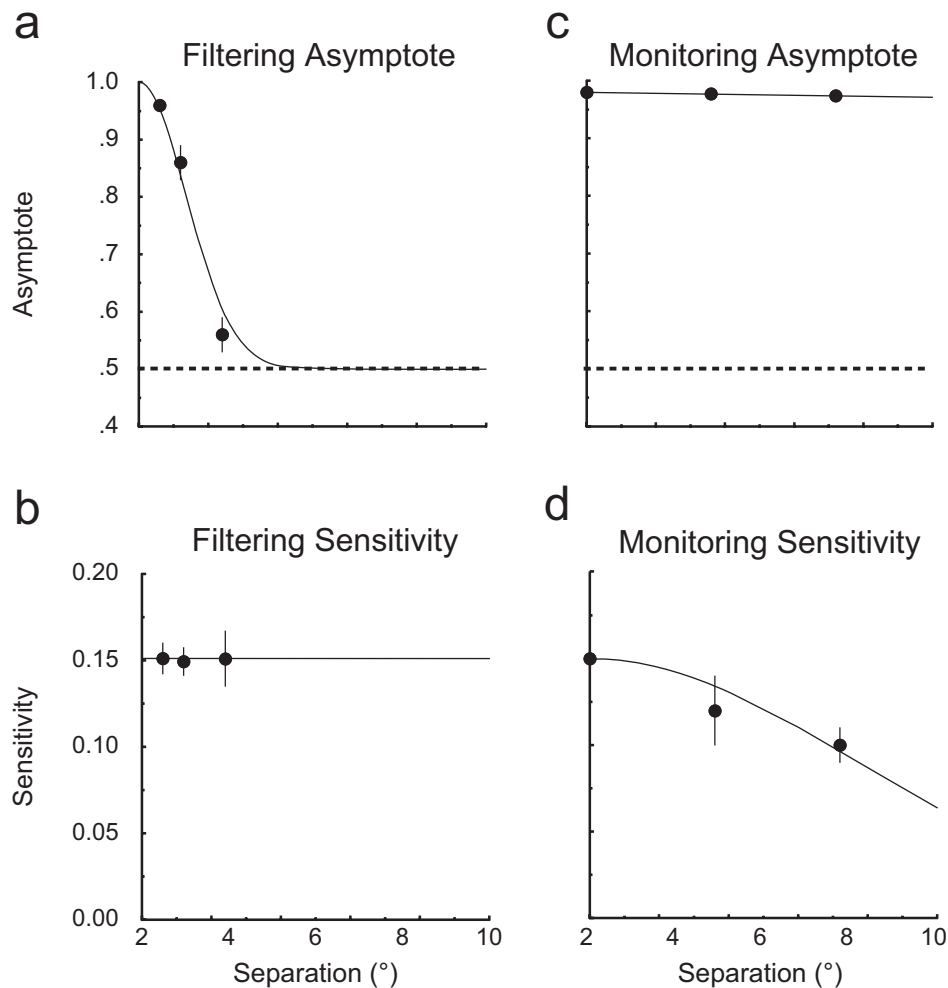 a
Filtering Asymptote
1.0
.9
.8
.7
.6
.5
.4
Asymptote
c
Monitoring Asymptote
b
Filtering Sensitivity
0.20
0.15
0.10
0.05
0.00
Sensitivity
2 4 6 8 10
Separation (°)
d
Monitoring Sensitivity
2 4 6 8 10
Separation (°)